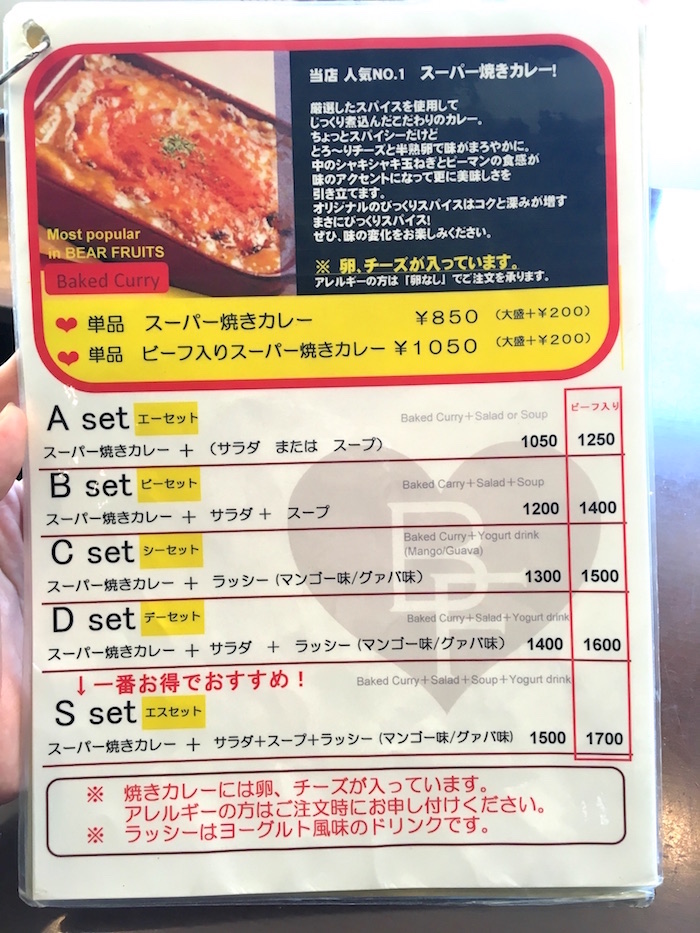 当店 人気NO.1 スーパー焼きカレー!
厳選したスパイスを使用して
じっくり煮込んだこだわりのカレー。
ちょっとスパイシーだけど
とろ〜りチーズと半熟卵で味がまろやかに。
中のシャキシャキ玉ねぎとピーマンの食感が
味のアクセントになって更に美味しさを
引き立てます。
オリジナルのびっくりスパイスはコクと深みが増す
まさにびっくりスパイス!
ぜひ、味の変化をお楽しみください。
※ 卵、チーズが入っています。
アレルギーの方は「卵なし」でご注文を承ります。
Most popular
in BEAR FRUITS
Baked Curry
❤ 単品 スーパー焼きカレー ¥850 (大盛+¥200)
❤ 単品 ビーフ入りスーパー焼きカレー ¥1050 (大盛+¥200)
ビーフ入り
A set エーセット Baked Curry+Salad or Soup
スーパー焼きカレー + (サラダ または スープ) 1050 1250
B set ビーセット Baked Carry+Salad+Soup
スーパー焼きカレー + サラダ + スープ 1200 1400
C set シーセット Baked Curry+Yogurt drink
(Mango/Guava)
スーパー焼きカレー + ラッシー (マンゴー味/グァバ味) 1300 1500
D set デーセット Baked Curry+Salad+Yogurt drink
スーパー焼きカレー + サラダ + ラッシー (マンゴー味/グァバ味) 1400 1600
↓一番お得でおすすめ! Baked Curry+Salad+Soup+Yogurt drink
S set エスセット
スーパー焼きカレー + サラダ+スープ+ラッシー (マンゴー味/グァバ味) 1500 1700
BF
※ 焼きカレーには卵、チーズが入っています。
アレルギーの方はご注文時にお申し付けください。
※ ラッシーはヨーグルト風味のドリンクです。